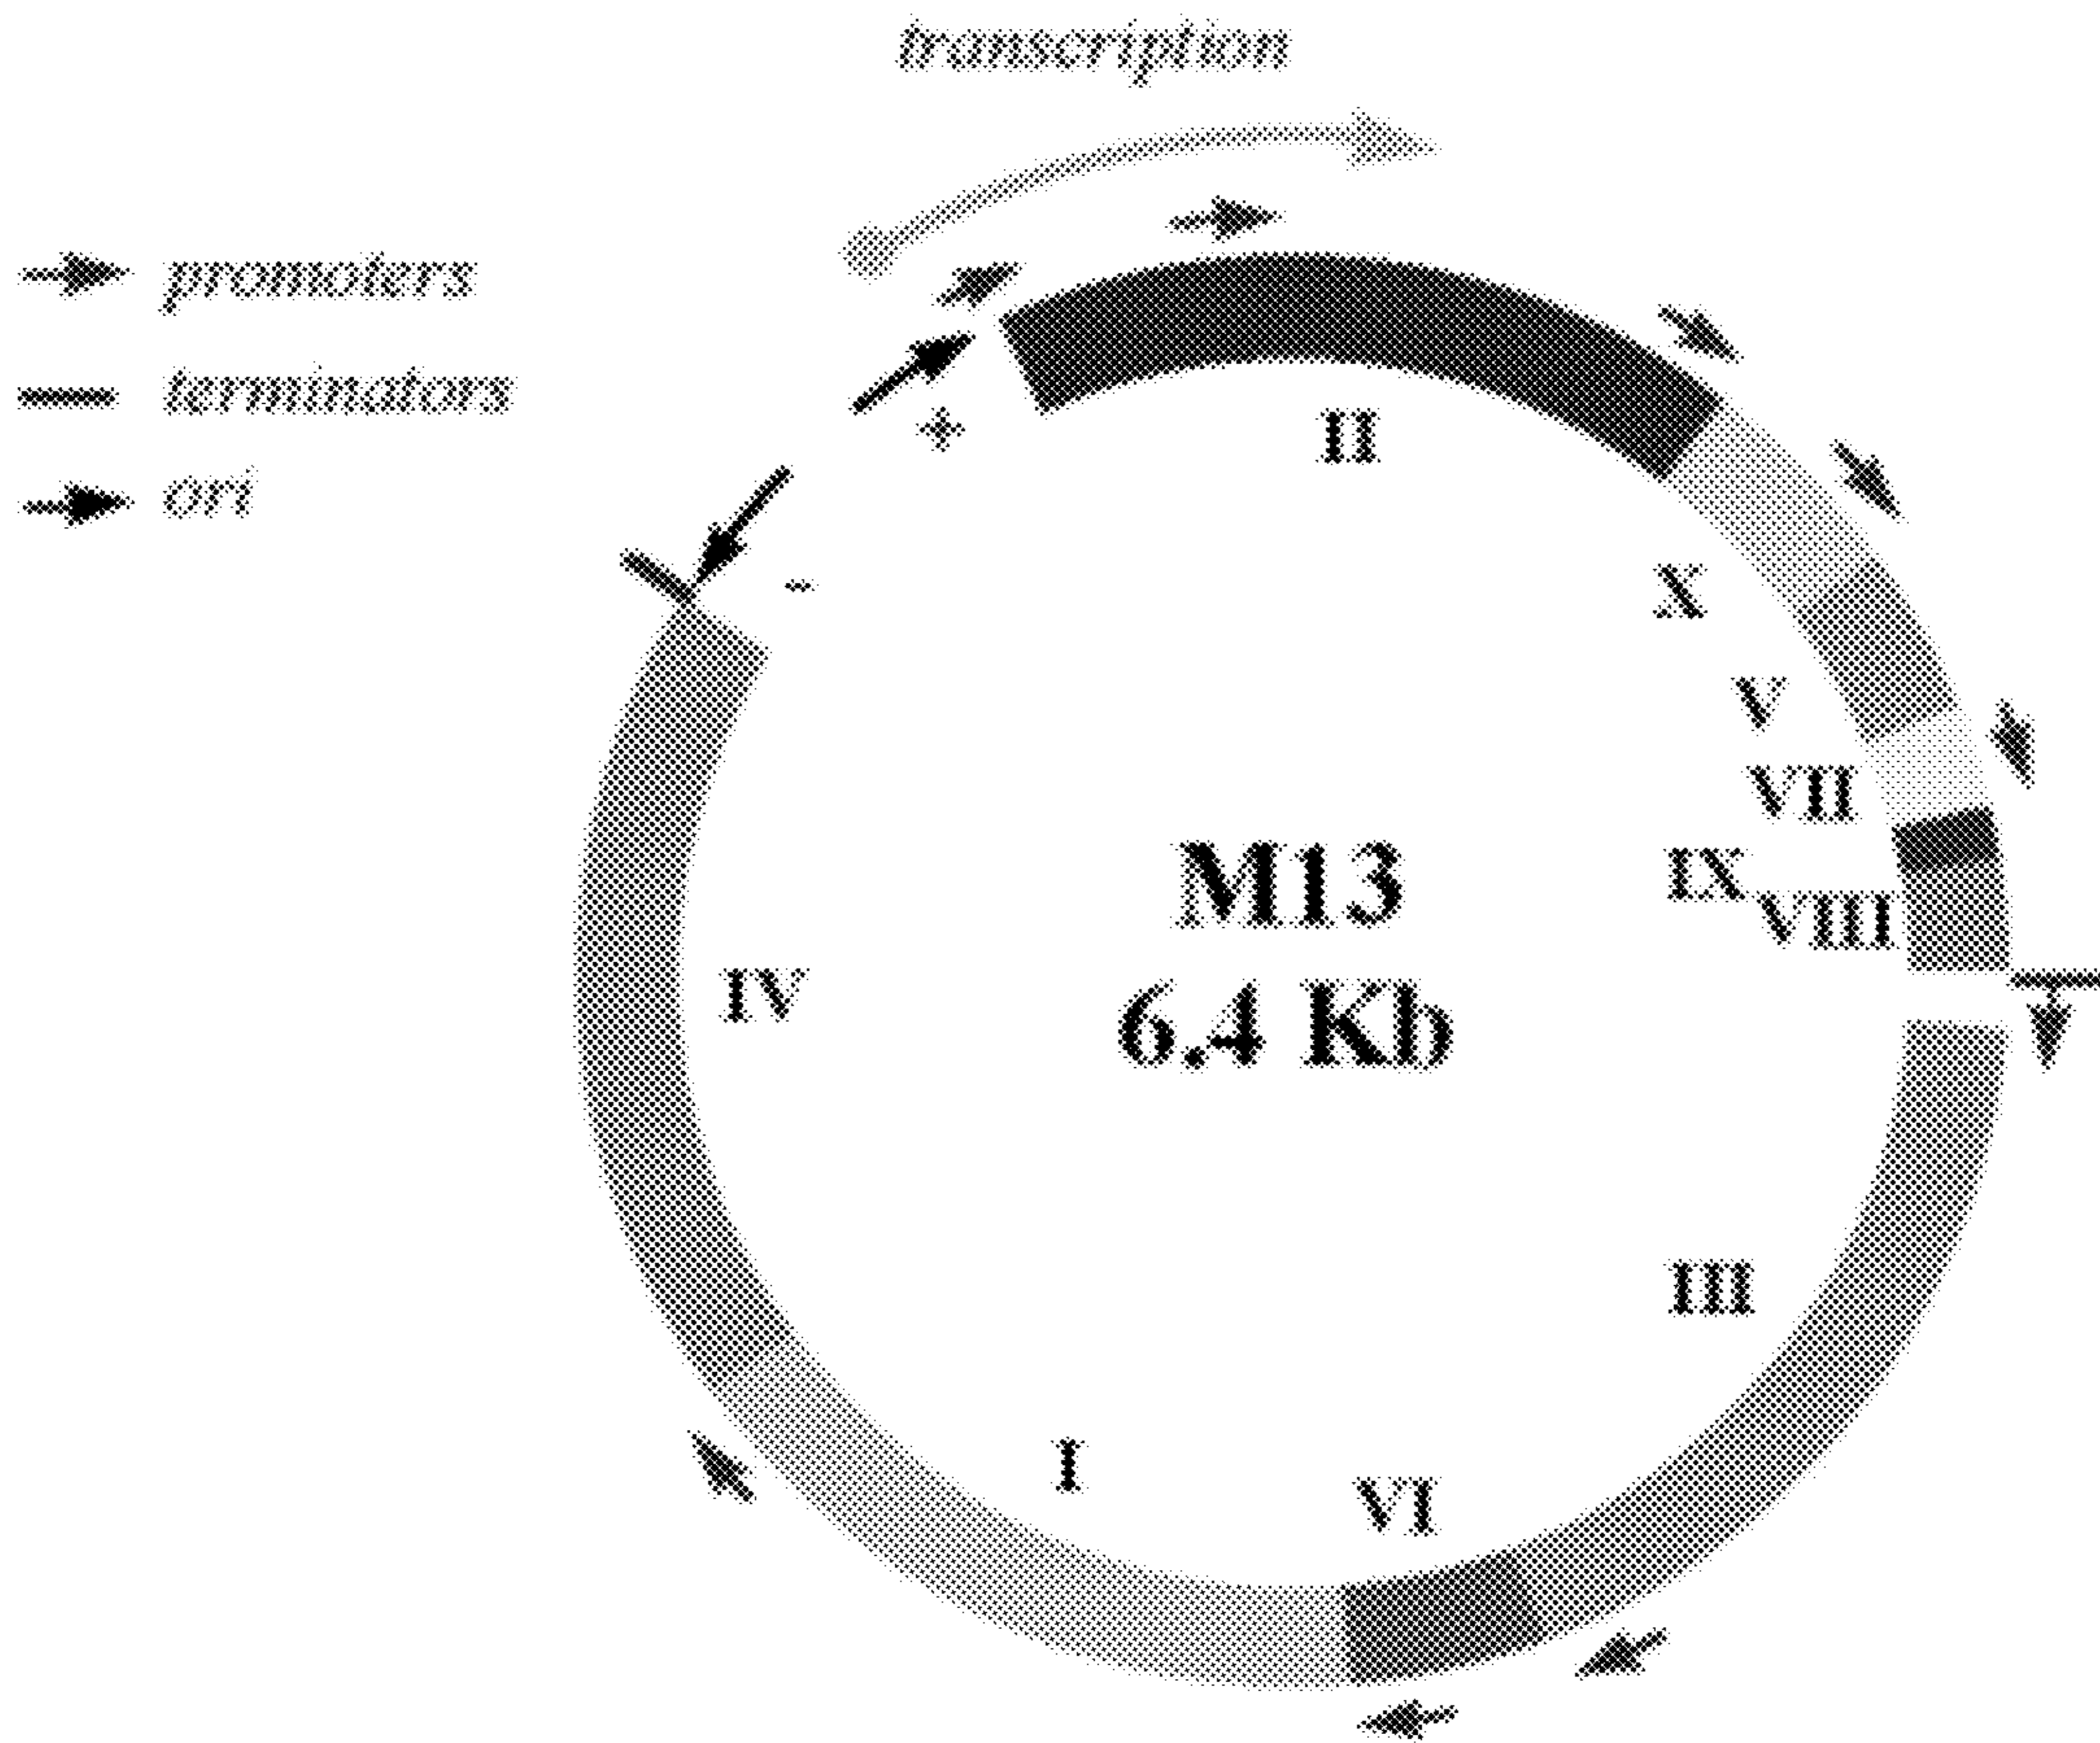 transcription
promoters
terminators
ori
+
-
II
X
V
VII
IX
VIII
M13
6.4 Kb
IV
III
I
VI